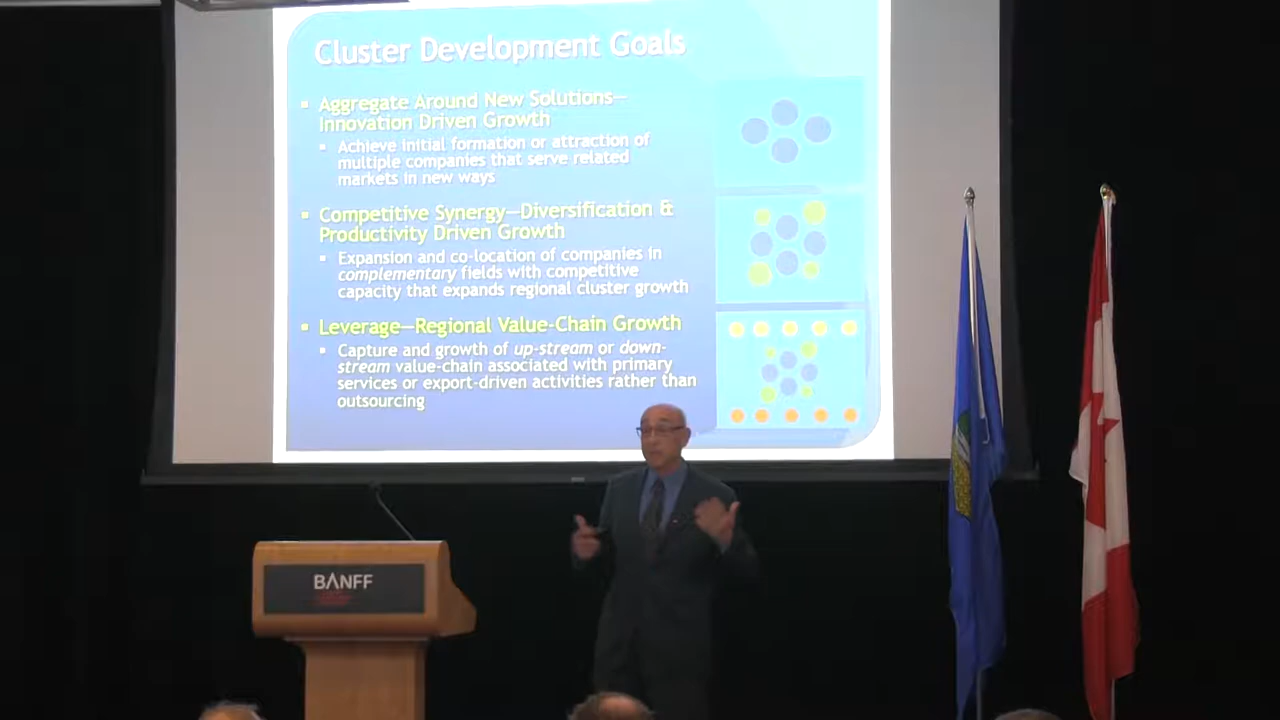 Cluster Development Goals
Aggregate Around New Solutions—
Innovation Driven Growth
Achieve initial formation or attraction of
multiple companies that serve related
markets in new ways
Competitive Synergy—Diversification &
Productivity Driven Growth
Expansion and co-location of companies in
complementary fields with competitive
capacity that expands regional cluster growth
Leverage—Regional Value-Chain Growth
Capture and growth of up-stream or down-
stream value-chain associated with primary
services or export-driven activities rather than
outsourcing
BANFF